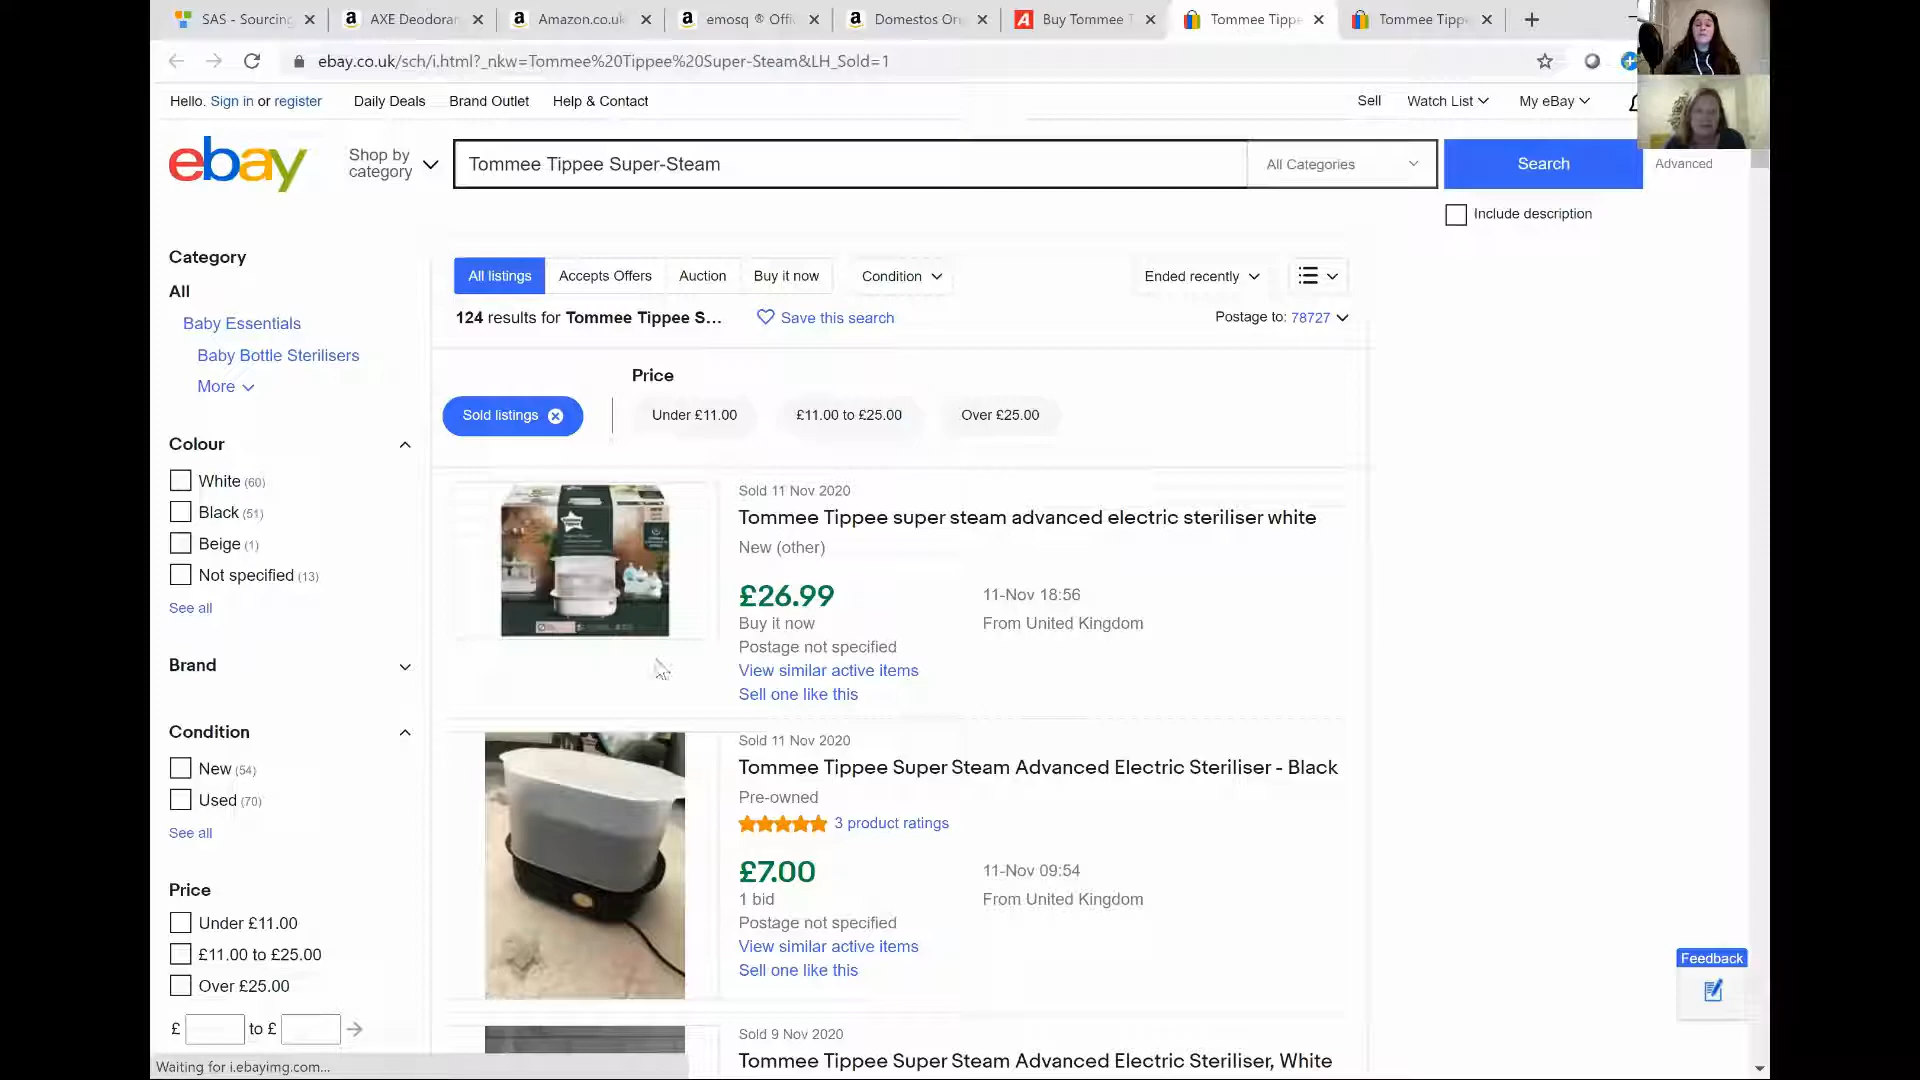 SAS - Sourcing
AXE Deodoran
Amazon.co.uk
emosq ® Offi
Domestos Ori
Buy Tommee T
Tommee Tippe
Tommee Tippe
ebay.co.uk/sch/i.html?_nkw=Tommee%20Tippee%20Super-Steam&LH_Sold=1
Hello. Sign in or register
Daily Deals
Brand Outlet
Help & Contact
Sell
Watch List
My eBay
ebay
Shop by
category
Tommee Tippee Super-Steam
All Categories
Search
Advanced
Include description
Category
All
Baby Essentials
Baby Bottle Sterilisers
More
Colour
White (60)
Black (51)
Beige (1)
Not specified (13)
See all
Brand
Condition
New (54)
Used (70)
See all
Price
Under £11.00
£11.00 to £25.00
Over £25.00
£ to £
All listings
Accepts Offers
Auction
Buy it now
Condition
Ended recently
124 results for Tommee Tippee S...
Save this search
Postage to: 78727
Price
Sold listings
Under £11.00
£11.00 to £25.00
Over £25.00
Sold 11 Nov 2020
Tommee Tippee super steam advanced electric steriliser white
New (other)
£26.99
11-Nov 18:56
Buy it now
From United Kingdom
Postage not specified
View similar active items
Sell one like this
Sold 11 Nov 2020
Tommee Tippee Super Steam Advanced Electric Steriliser - Black
Pre-owned
3 product ratings
£7.00
11-Nov 09:54
1 bid
From United Kingdom
Postage not specified
View similar active items
Sell one like this
Sold 9 Nov 2020
Tommee Tippee Super Steam Advanced Electric Steriliser, White
Feedback
Waiting for i.ebayimg.com...